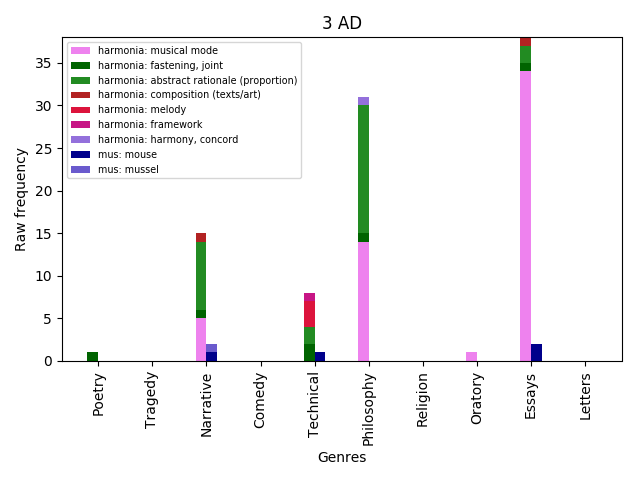 3 AD
harmonia: musical mode
harmonia: fastening, joint
harmonia: abstract rationale (proportion)
harmonia: composition (texts/art)
harmonia: melody
harmonia: framework
harmonia: harmony, concord
mus: mouse
mus: mussel
Raw frequency
35
30
25
20
15
10
5
0
Poetry
Tragedy
Narrative
Comedy
Technical
Philosophy
Religion
Oratory
Essays
Letters
Genres